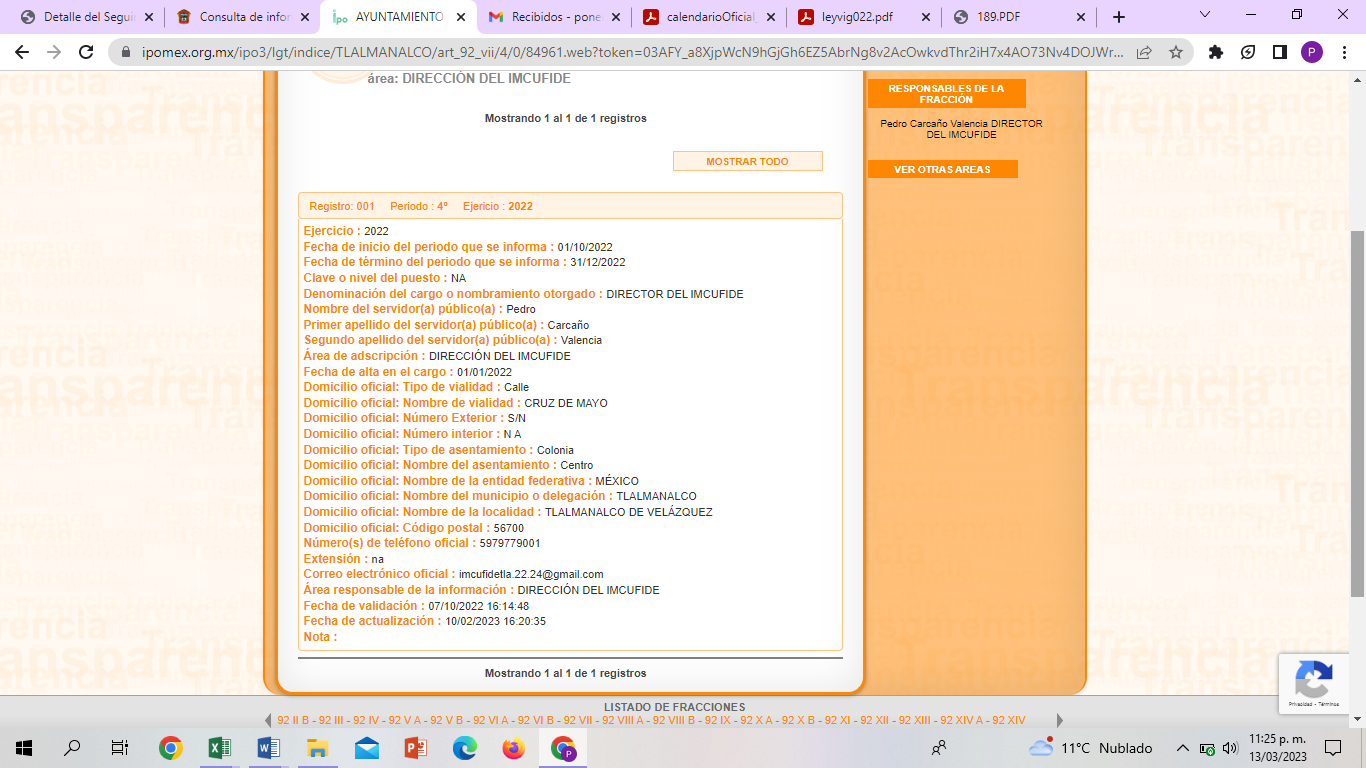 Detalle del Segui
Consulta de infor
ipo AYUNTAMIENTO
Recibidos - pone
calendarioOficial_
leyvig022.pdf
189.PDF
ipomex.org.mx/ipo3/lgt/indice/TLALMANALCO/art_92_vii/4/0/84961.web?token=03AFY_a8XjpWcN9hGjGh6EZ5AbrNg8v2AcOwkvdThr2iH7x4AO73Nv4DOJWr...
P
área: DIRECCIÓN DEL IMCUFIDE
Mostrando 1 al 1 de 1 registros
MOSTRAR TODO
Registro: 001 Periodo : 4° Ejericio : 2022
Ejercicio : 2022
Fecha de inicio del periodo que se informa : 01/10/2022
Fecha de término del periodo que se informa : 31/12/2022
Clave o nivel del puesto : NA
Denominación del cargo o nombramiento otorgado : DIRECTOR DEL IMCUFIDE
Nombre del servidor(a) público(a) : Pedro
Primer apellido del servidor(a) público(a) : Carcaño
Segundo apellido del servidor(a) público(a) : Valencia
Área de adscripción : DIRECCIÓN DEL IMCUFIDE
Fecha de alta en el cargo : 01/01/2022
Domicilio oficial: Tipo de vialidad : Calle
Domicilio oficial: Nombre de vialidad : CRUZ DE MAYO
Domicilio oficial: Número Exterior : S/N
Domicilio oficial: Número interior : N A
Domicilio oficial: Tipo de asentamiento : Colonia
Domicilio oficial: Nombre del asentamiento : Centro
Domicilio oficial: Nombre de la entidad federativa : MÉXICO
Domicilio oficial: Nombre del municipio o delegación : TLALMANALCO
Domicilio oficial: Nombre de la localidad : TLALMANALCO DE VELÁZQUEZ
Domicilio oficial: Código postal : 56700
Número(s) de teléfono oficial : 5979779001
Extensión : na
Correo electrónico oficial : imcufidetla.22.24@gmail.com
Área responsable de la información : DIRECCIÓN DEL IMCUFIDE
Fecha de validación : 07/10/2022 16:14:48
Fecha de actualización : 10/02/2023 16:20:35
Nota :
Mostrando 1 al 1 de 1 registros
RESPONSABLES DE LA
FRACCIÓN
Pedro Carcaño Valencia DIRECTOR
DEL IMCUFIDE
VER OTRAS AREAS
Privacidad - Términos
LISTADO DE FRACCIONES
92 II B - 92 III - 92 IV - 92 V A - 92 V B - 92 VI A - 92 VI B - 92 VII - 92 VIII A - 92 VIII B - 92 IX - 92 X A - 92 X B - 92 XI - 92 XII - 92 XIII - 92 XIV A - 92 XIV
11°C Nublado
11:25 p. m.
13/03/2023